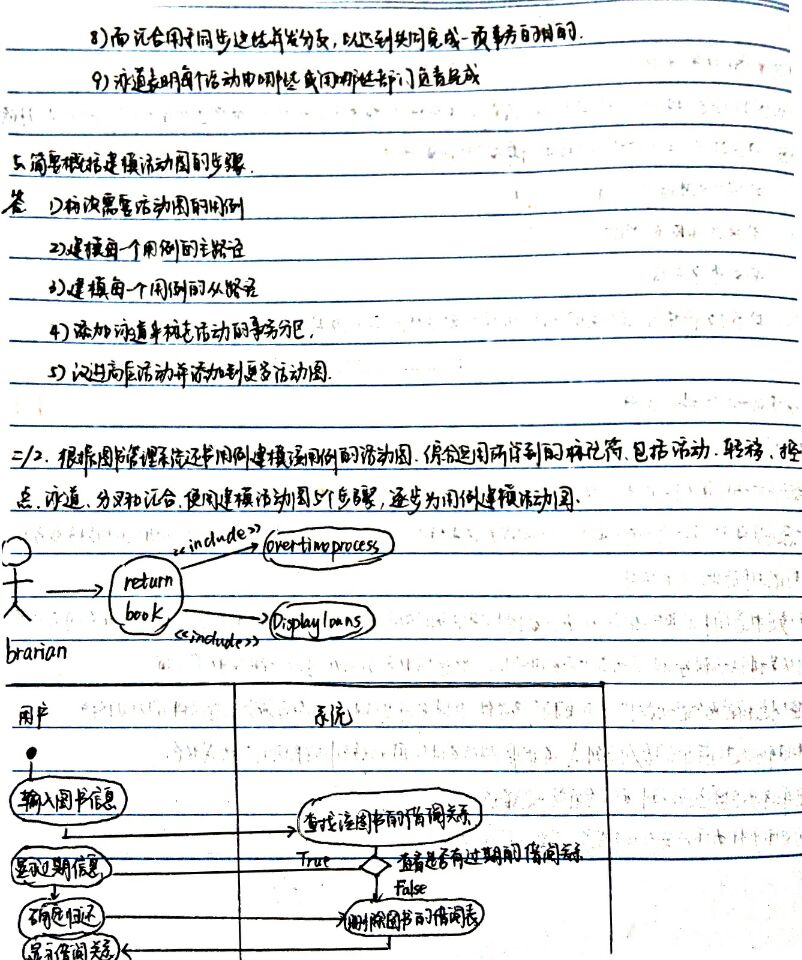 8) 而汇合用于同步这些并发分支,以达到共同完成一项事务的目的.
9) 泳道表明每个活动由哪些或用哪些部门负责完成
5. 简要概括建模活动图的步骤.
答 1) 标识需要活动图的用例
2) 建模每一个用例的主路径
3) 建模每一个用例的从路径
4) 添加泳道来标志活动的事务分区.
5) 改进高层活动并添加到更多活动图.
二/2. 根据图书管理系统还书用例建模该用例的活动图. 综合运用所学到的标记符、包括活动、转移、控
点、泳道、分叉和汇合. 使用建模活动图5个步骤,逐步为用例建模活动图.
<<include>>
overtimeprocess
return
book
Displayloans
<<include>>
brarian
用户 系统
输入图书信息
查找该图书的借阅关系
显示过期信息 True 查看是否有过期的借阅关系
False
确定归还 删除图书的借阅表
显示借阅关系